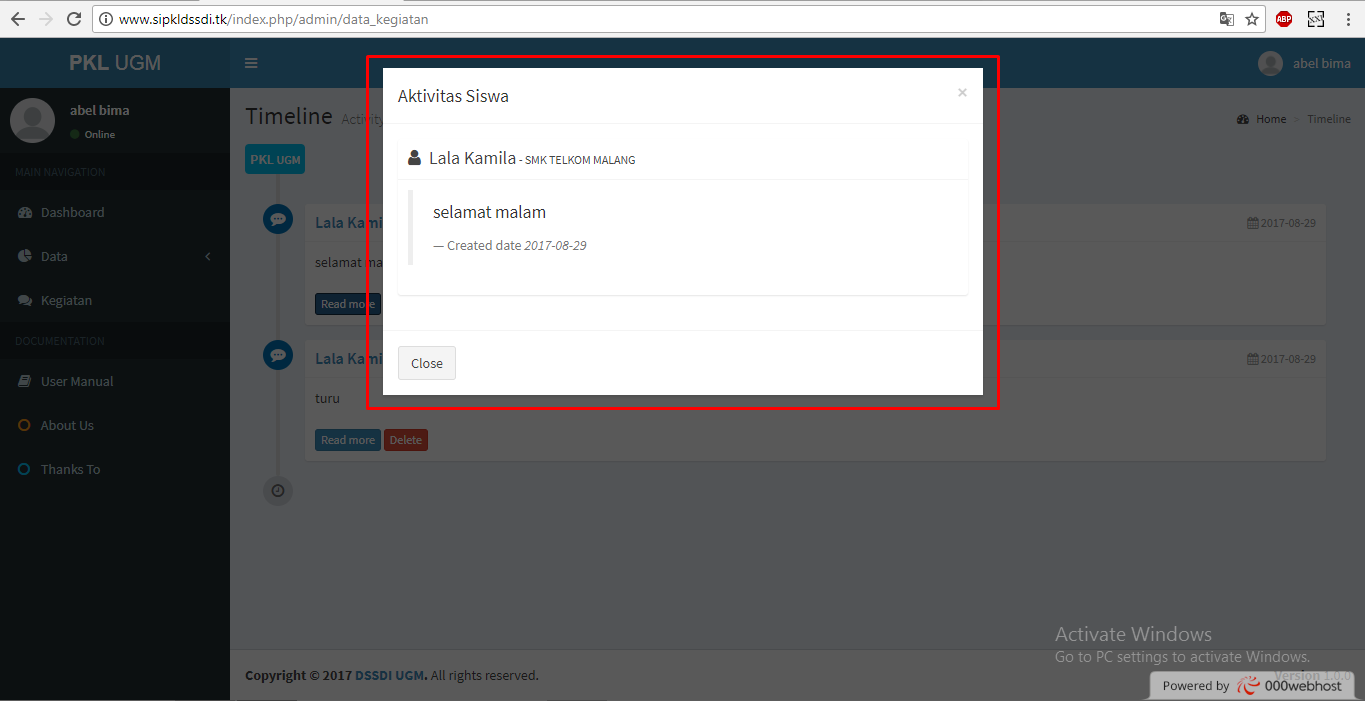 www.sipkldssdi.tk/index.php/admin/data_kegiatan
ABP
PKL UGM
abel bima
abel bima
Online
MAIN NAVIGATION
Dashboard
Data
Kegiatan
DOCUMENTATION
User Manual
About Us
Thanks To
Timeline Activity
Home > Timeline
PKL UGM
Lala Kami
2017-08-29
selamat ma
Read more
Lala Kami
2017-08-29
turu
Read more Delete
Aktivitas Siswa
×
Lala Kamila - SMK TELKOM MALANG
selamat malam
— Created date 2017-08-29
Close
Activate Windows
Go to PC settings to activate Windows.
Copyright © 2017 DSSDI UGM. All rights reserved.
Version 1.0.0
Powered by 000webhost